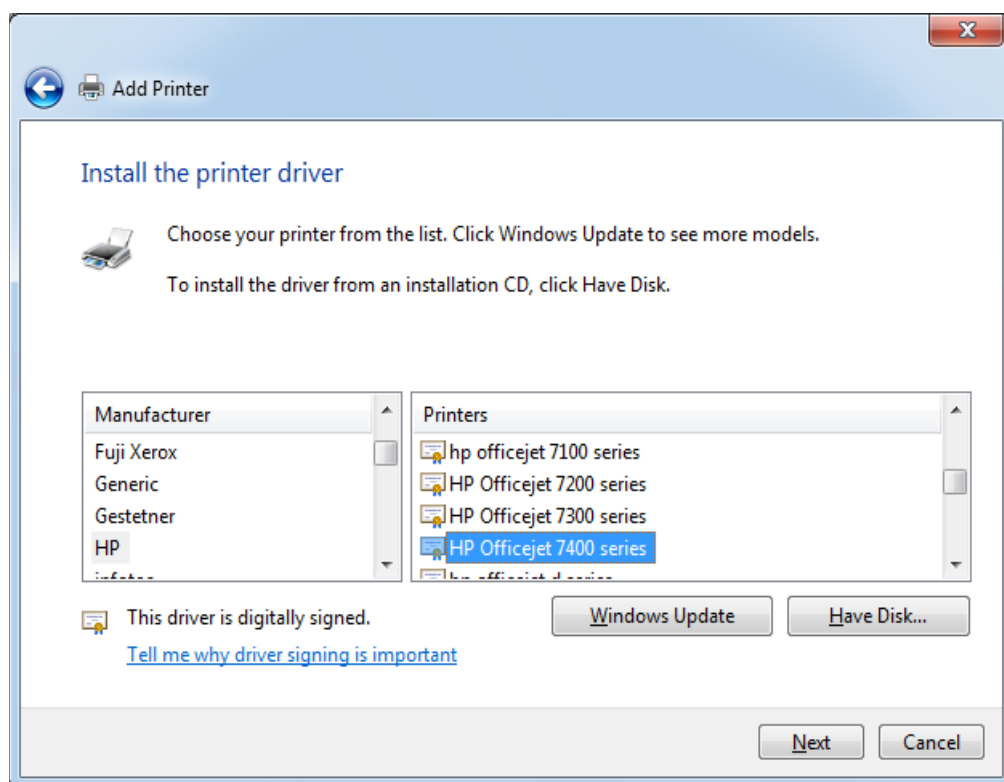 Add Printer
Install the printer driver
Choose your printer from the list. Click Windows Update to see more models.
To install the driver from an installation CD, click Have Disk.
Manufacturer
Fuji Xerox
Generic
Gestetner
HP
Printers
hp officejet 7100 series
HP Officejet 7200 series
HP Officejet 7300 series
HP Officejet 7400 series
hp officejet d series
This driver is digitally signed.
Tell me why driver signing is important
Windows Update
Have Disk...
Next
Cancel